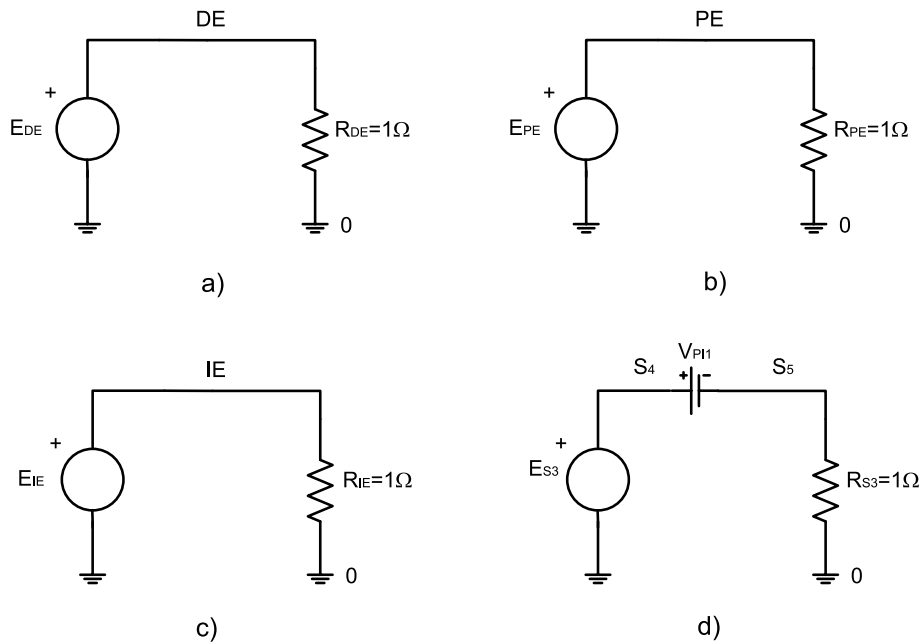 DE
+
EDE
RDE=1Ω
0
a)
PE
+
EPE
RPE=1Ω
0
b)
IE
+
EIE
RIE=1Ω
0
c)
VPI1
S4
+ -
S5
+
ES3
RS3=1Ω
0
d)